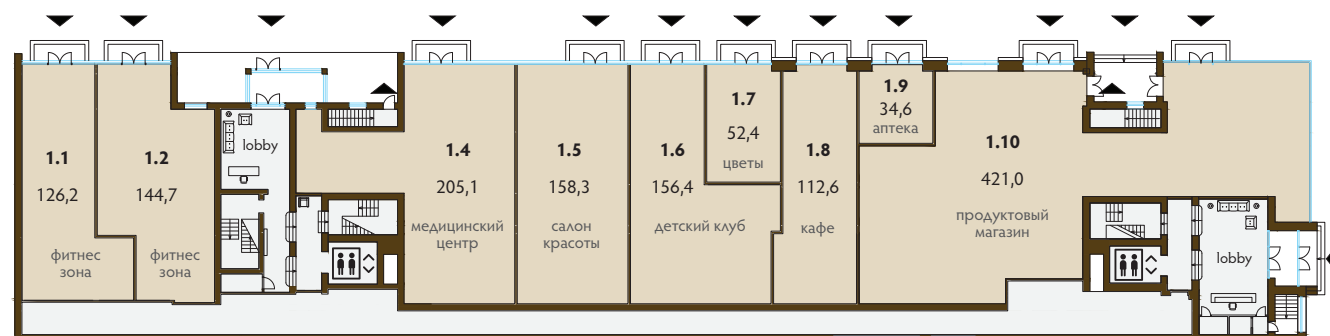 1.1
126,2
фитнес
зона
1.2
144,7
фитнес
зона
lobby
1.4
205,1
медицинский
центр
1.5
158,3
салон
красоты
1.6
156,4
детский клуб
1.7
52,4
цветы
1.8
112,6
кафе
1.9
34,6
аптека
1.10
421,0
продуктовый
магазин
lobby